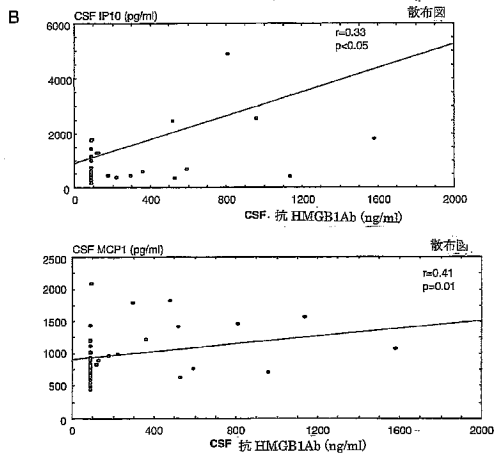 B
CSF IP10 (pg/ml)
散布図
r=0.33
p<0.05
6000
4000
2000
0
0 400 800 1200 1600 2000
CSF. 抗 HMGB1Ab (ng/ml)
CSF MCP1 (pg/ml)
散布図
r=0.41
p=0.01
2500
2000
1500
1000
500
0
0 400 800 1200 1600 2000
CSF 抗 HMGB1Ab (ng/ml)